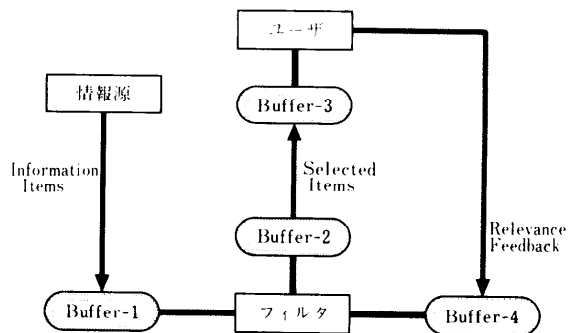 ユーザ
情報源
Buffer-3
Information
Items
Selected
Items
Buffer-2
Relevance
Feedback
Buffer-1
フィルタ
Buffer-4